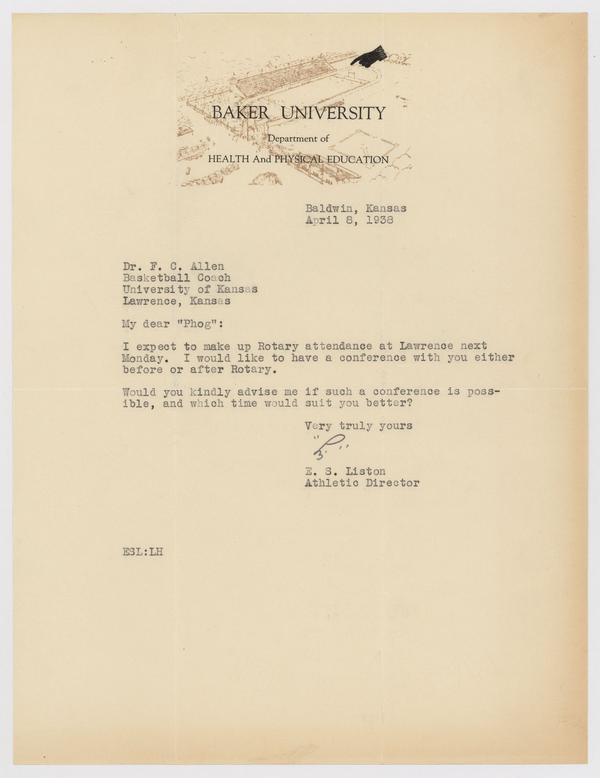 BAKER UNIVERSITY
Department of
HEALTH And PHYSICAL EDUCATION
Baldwin, Kansas
April 8, 1938
Dr. F. C. Allen
Basketball Coach
University of Kansas
Lawrence, Kansas
My dear "Phog":
I expect to make up Rotary attendance at Lawrence next
Monday. I would like to have a conference with you either
before or after Rotary.
Would you kindly advise me if such a conference is poss-
ible, and which time would suit you better?
Very truly yours
E. S. Liston
Athletic Director
ESL:LH